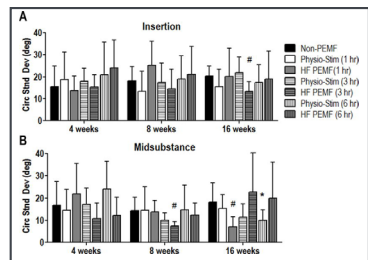 A
Insertion
Circ Stnd Dev (deg)
40
30
20
10
0
#
Non-PEMF
Physio-Stim (1 hr)
HF PEMF(1 hr)
Physio-Stim (3 hr)
HF PEMF (3 hr)
Physio-Stim (6 hr)
HF PEMF (6 hr)
4 weeks
8 weeks
16 weeks
B
Midsubstance
Circ Stnd Dev (deg)
40
30
20
10
0
#
#
*
4 weeks
8 weeks
16 weeks